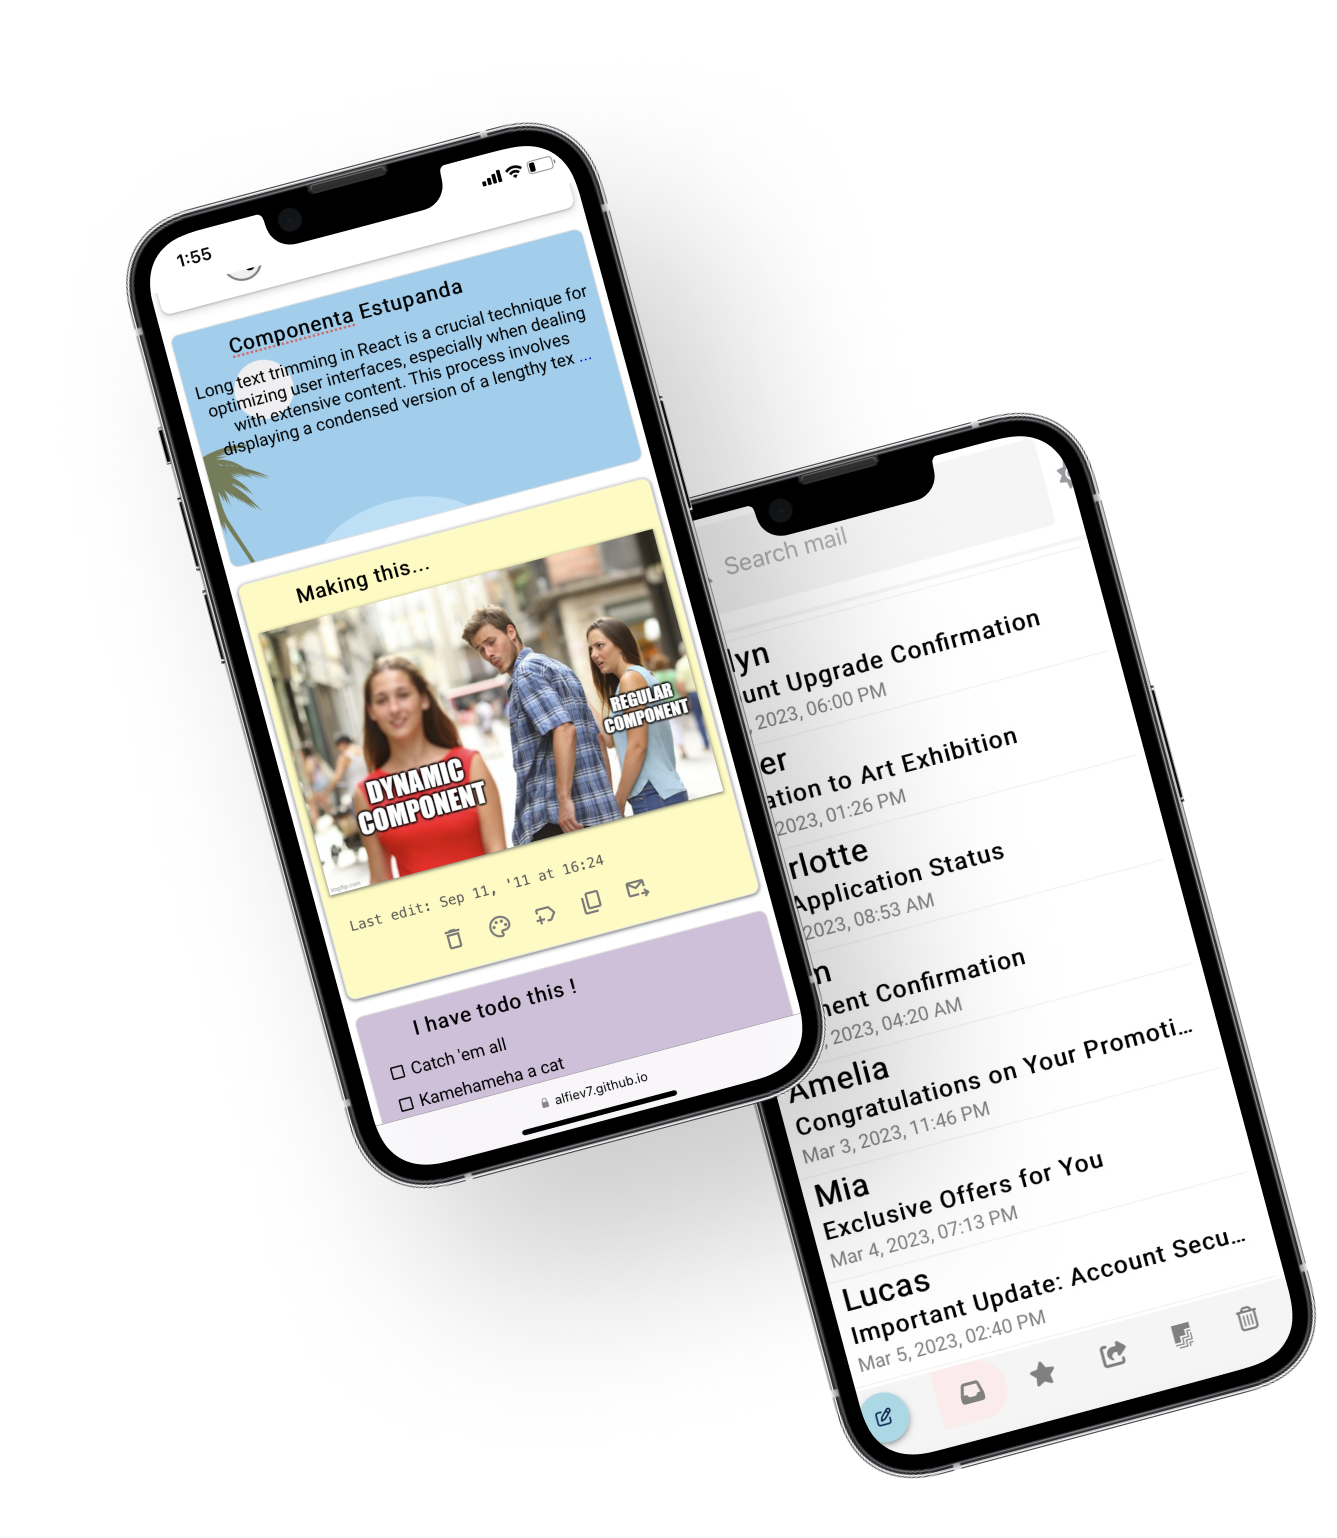 1:55
Componenta Estupanda
Long text trimming in React is a crucial technique for
optimizing user interfaces, especially when dealing
with extensive content. This process involves
displaying a condensed version of a lengthy tex ...
Making this...
DYNAMIC
COMPONENT
REGULAR
COMPONENT
imgflip.com
Last edit: Sep 11, '11 at 16:24
I have todo this !
Catch 'em all
Kamehameha a cat
alfiev7.github.io
Search mail
lyn
unt Upgrade Confirmation
, 2023, 06:00 PM
er
ation to Art Exhibition
2023, 01:26 PM
rlotte
Application Status
2023, 08:53 AM
m
nent Confirmation
, 2023, 04:20 AM
Amelia
Congratulations on Your Promoti...
Mar 3, 2023, 11:46 PM
Mia
Exclusive Offers for You
Mar 4, 2023, 07:13 PM
Lucas
Important Update: Account Secu...
Mar 5, 2023, 02:40 PM